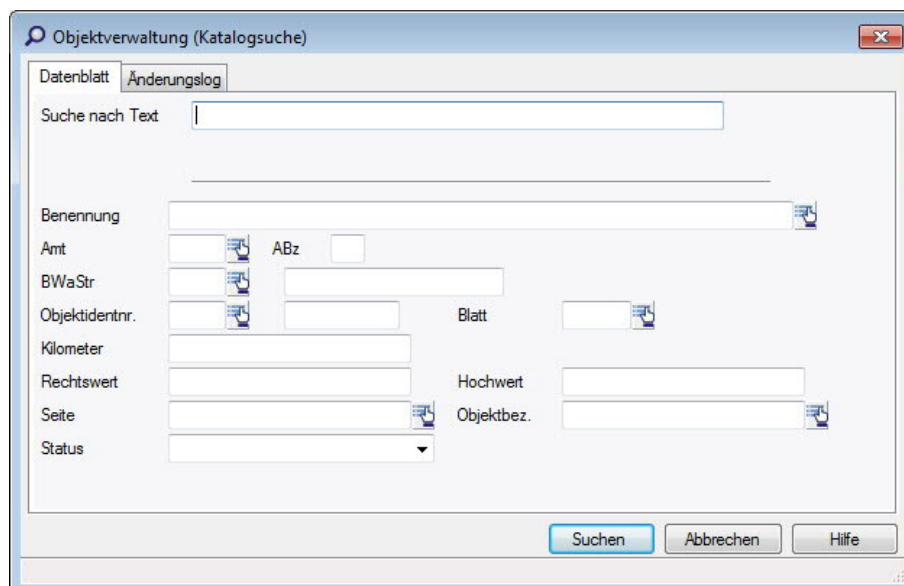 Objektverwaltung (Katalogsuche)
Datenblatt Änderungslog
Suche nach Text
Benennung
Amt ABz
BWaStr
Objektidentnr. Blatt
Kilometer
Rechtswert Hochwert
Seite Objektbez.
Status
Suchen Abbrechen Hilfe